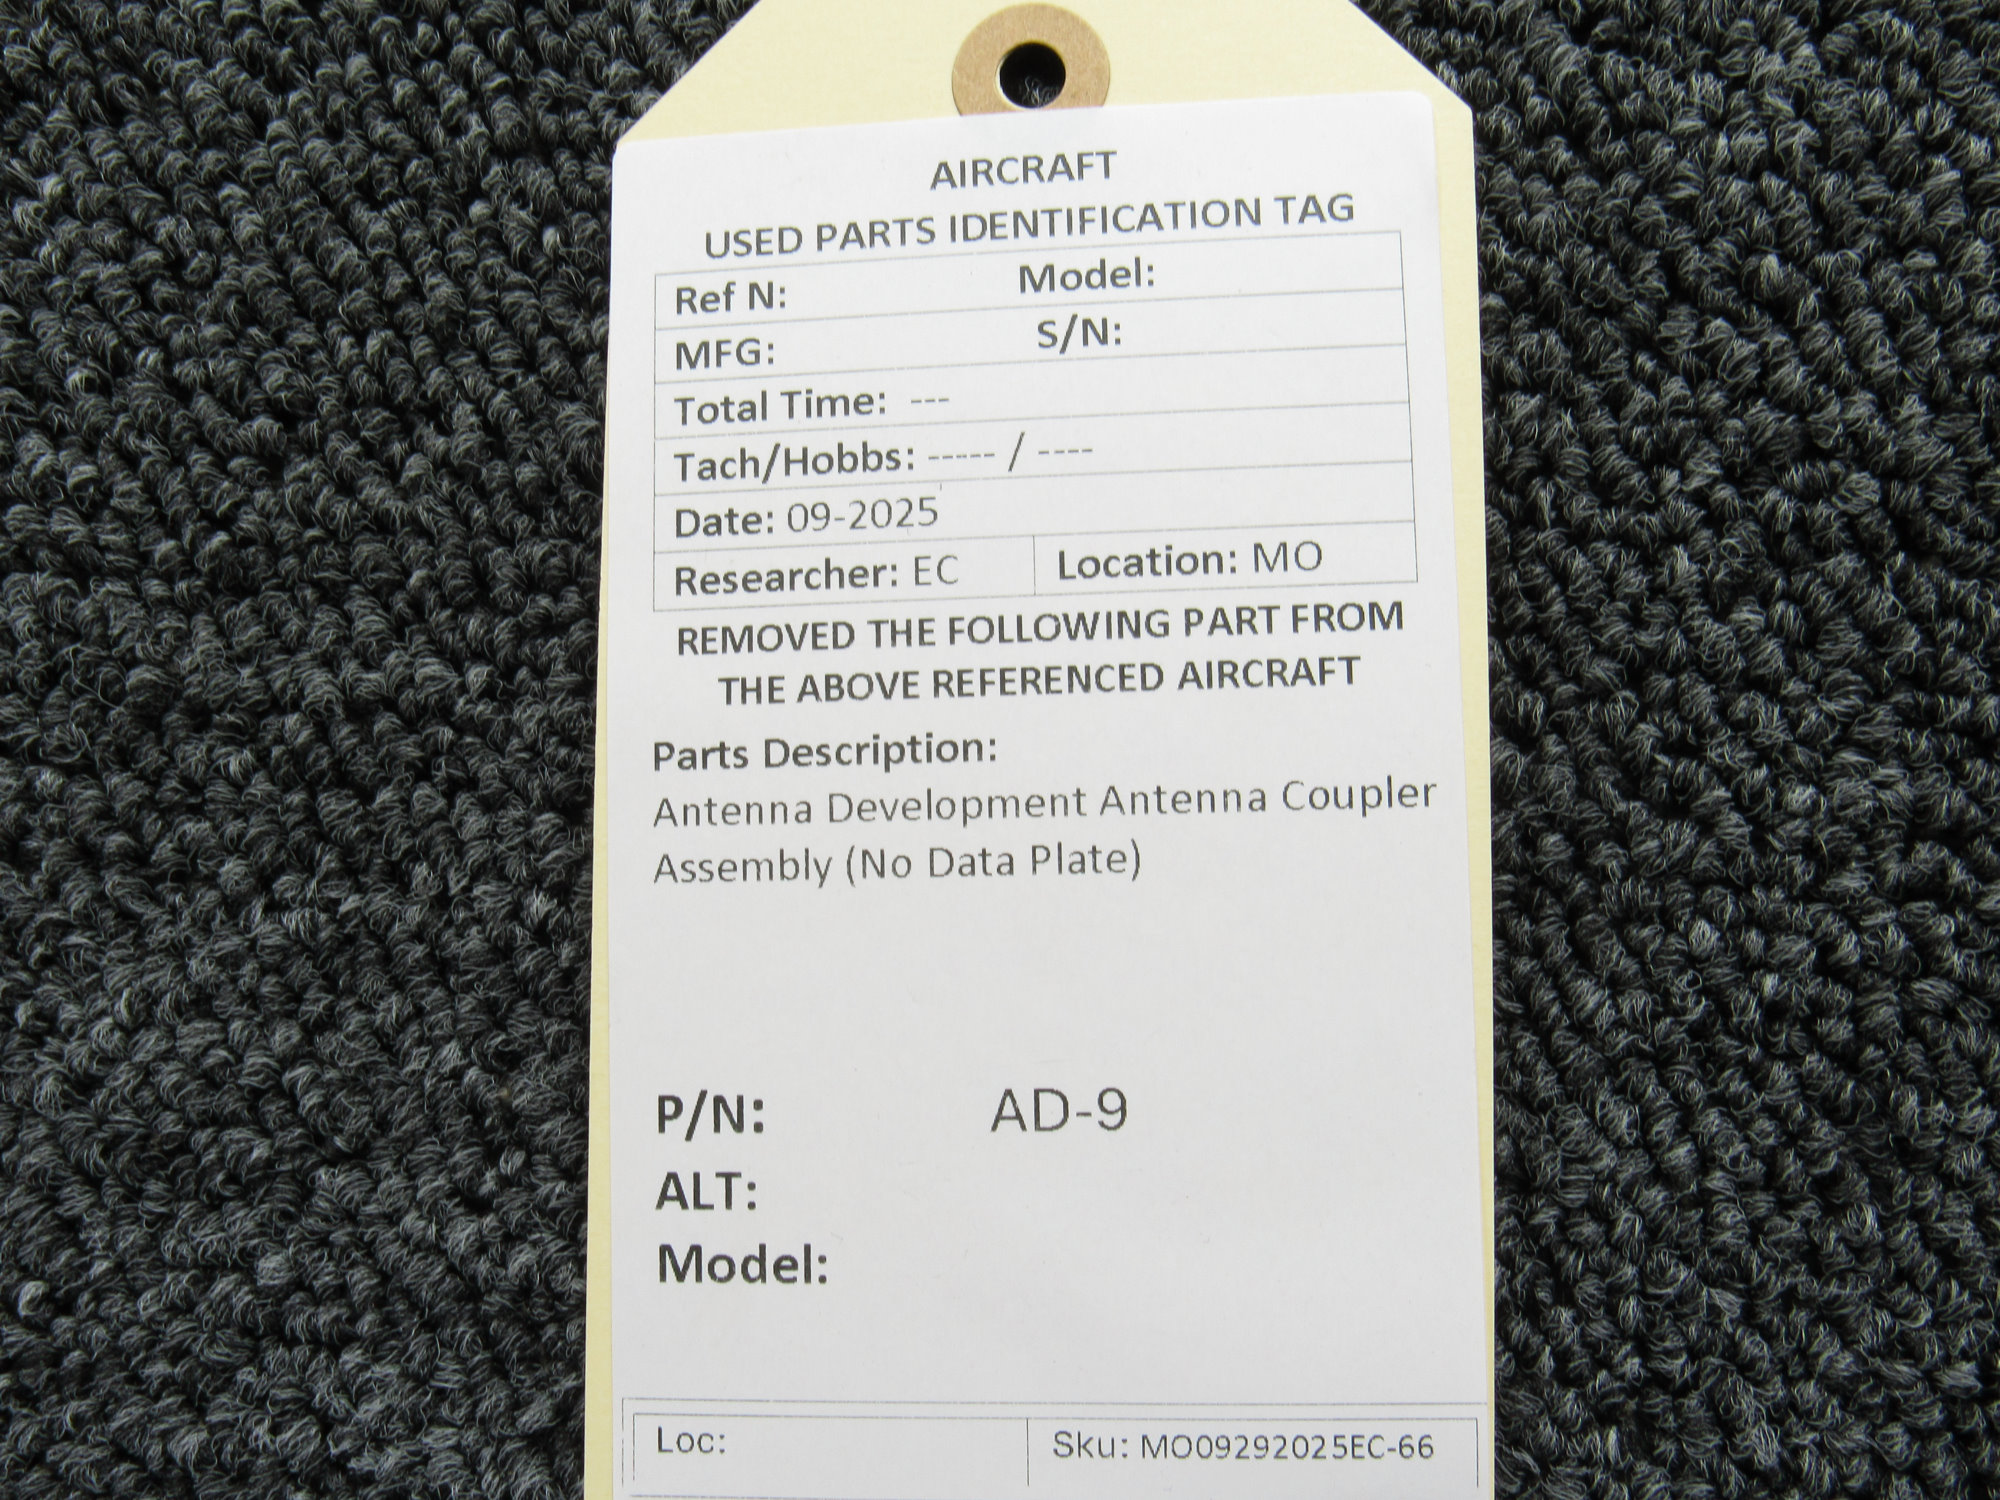 AIRCRAFT
USED PARTS IDENTIFICATION TAG
Ref N: Model:
MFG: S/N:
Total Time: ---
Tach/Hobbs: ----- / ----
Date: 09-2025
Researcher: EC Location: MO
REMOVED THE FOLLOWING PART FROM
THE ABOVE REFERENCED AIRCRAFT
Parts Description:
Antenna Development Antenna Coupler
Assembly (No Data Plate)
P/N: AD-9
ALT:
Model:
Loc: Sku: MO09292025EC-66